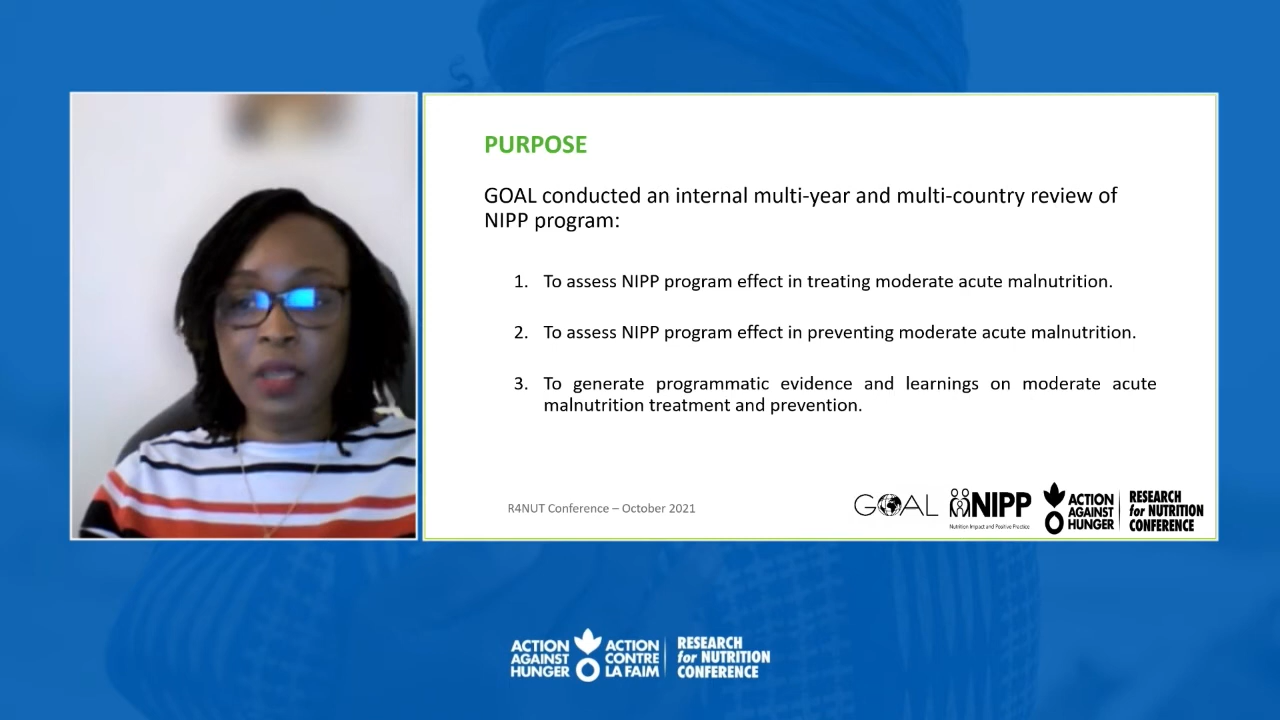 PURPOSE
GOAL conducted an internal multi-year and multi-country review of
NIPP program:
1. To assess NIPP program effect in treating moderate acute malnutrition.
2. To assess NIPP program effect in preventing moderate acute malnutrition.
3. To generate programmatic evidence and learnings on moderate acute
malnutrition treatment and prevention.
R4NUT Conference – October 2021
GOAL
NIPP
Nutrition Impact and Positive Practice
ACTION
AGAINST
HUNGER
RESEARCH
for NUTRITION
CONFERENCE
ACTION
AGAINST
HUNGER
ACTION
CONTRE
LA FAIM
RESEARCH
for NUTRITION
CONFERENCE